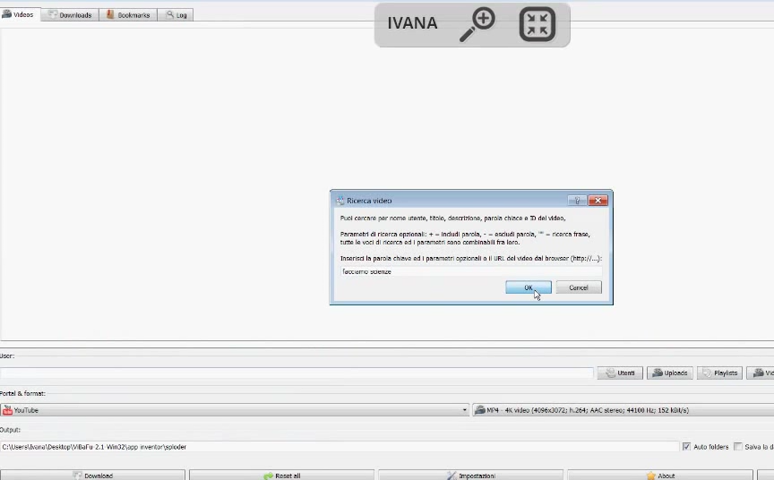 Videos Downloads Bookmarks Log
IVANA
Ricerca video
Puoi cercare per nome utente, titolo, descrizione, parola chiave e ID del video,
Parametri di ricerca opzionali: + = includi parola, - = escludi parola, "" = ricerca frase,
tutte le voci di ricerca ed i parametri sono combinabili fra loro.
Inserisci la parola chiave ed i parametri opzionali o il URL del video dal browser (http://...):
facciamo scienze
OK Cancel
User:
Utenti Uploads Playlists
Portal & format:
YouTube MP4 - 4K video (4096x3072; h.264; AAC stereo; 44100 Hz; 152 kBit/s)
Output:
C:\Users\Ivana\Desktop\ViBaFa-2.1-Win32\app inventor\sploder Auto folders
Download Reset all Impostazioni About